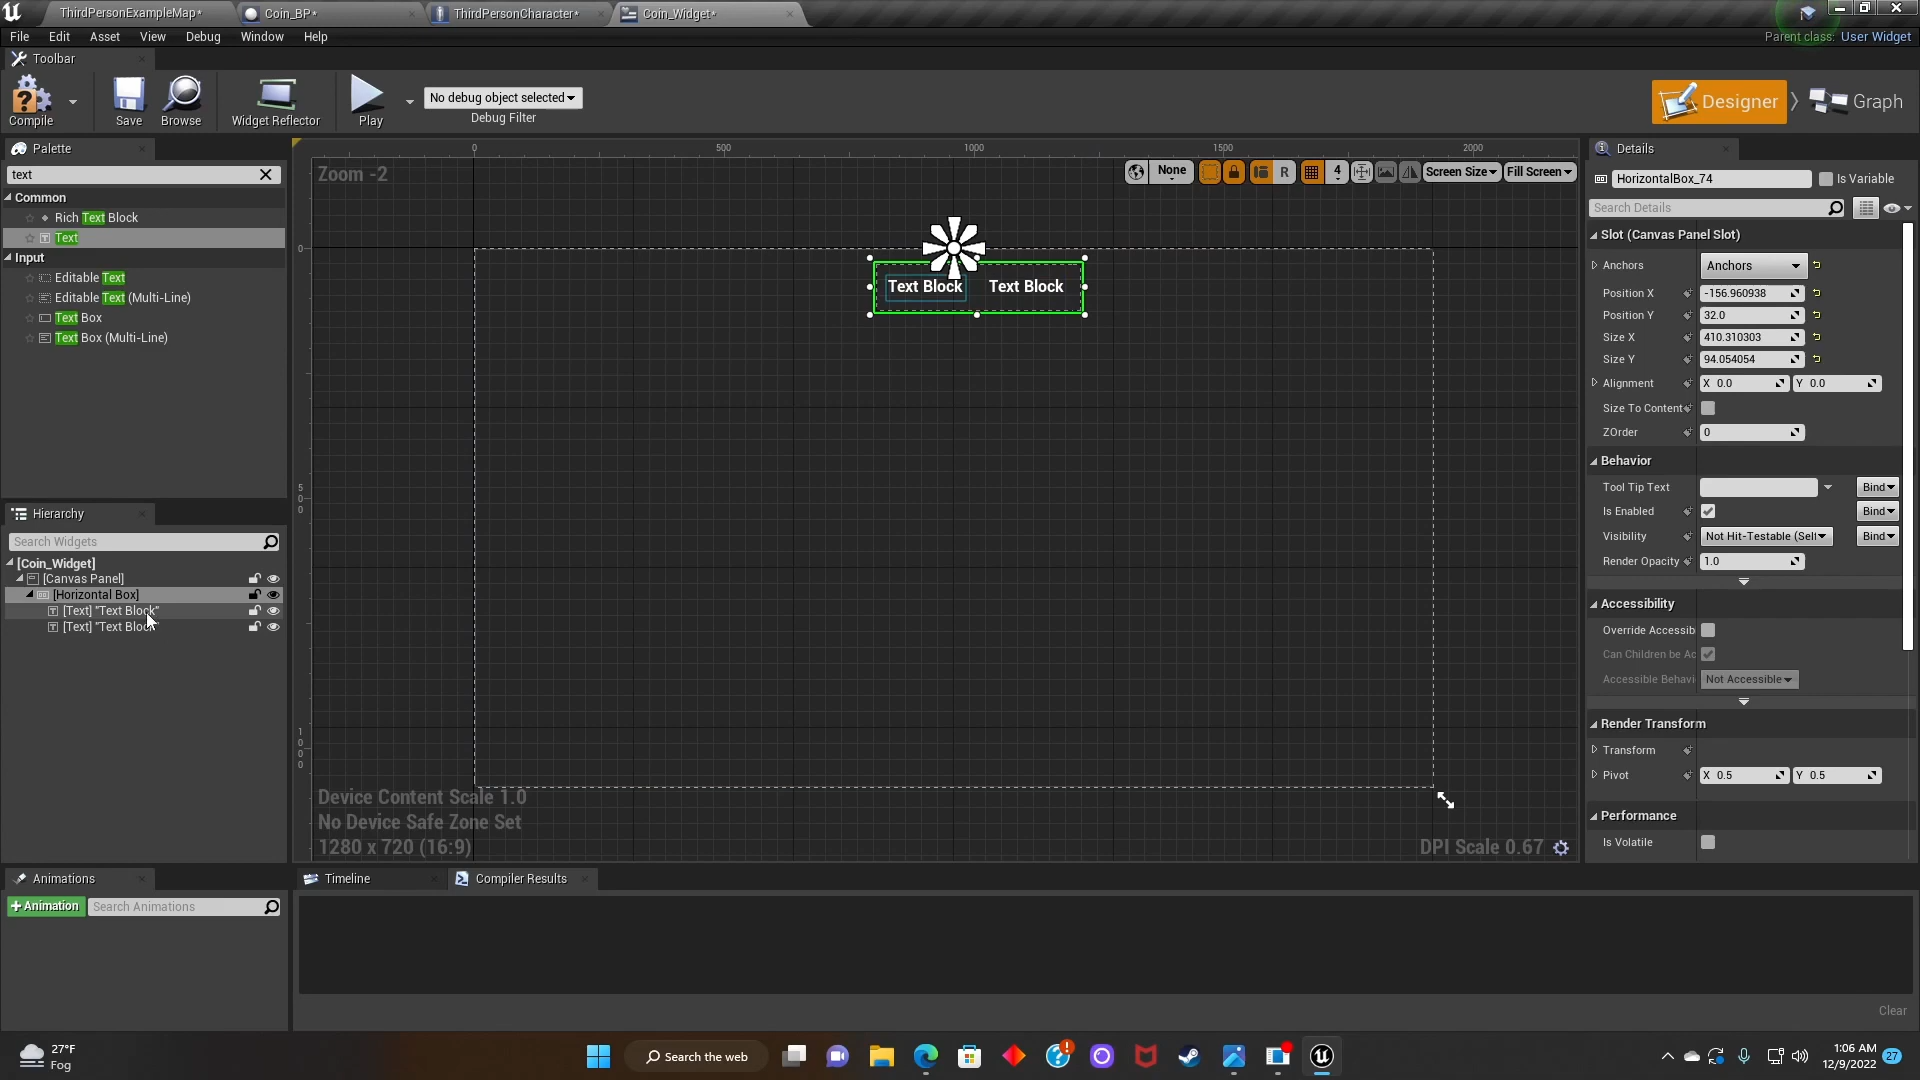 ThirdPersonExampleMap*
Coin_BP*
ThirdPersonCharacter*
Coin_Widget*
File Edit Asset View Debug Window Help
Parent class: User Widget
Toolbar
Compile
Save
Browse
Widget Reflector
Play
No debug object selected
Debug Filter
Designer
Graph
Palette
text
Common
Rich Text Block
Text
Input
Editable Text
Editable Text (Multi-Line)
Text Box
Text Box (Multi-Line)
Hierarchy
Search Widgets
[Coin_Widget]
[Canvas Panel]
[Horizontal Box]
[Text] "Text Block"
[Text] "Text Block"
Animations
+Animation
Search Animations
0 500 1000 1500 2000
Zoom -2
None
R
4
Screen Size
Fill Screen
0
500
1000
Text Block
Text Block
Device Content Scale 1.0
No Device Safe Zone Set
1280 x 720 (16:9)
DPI Scale 0.67
Timeline
Compiler Results
Clear
Details
HorizontalBox_74
Is Variable
Search Details
Slot (Canvas Panel Slot)
Anchors
Anchors
Position X -156.960938
Position Y 32.0
Size X 410.310303
Size Y 94.054054
Alignment X 0.0 Y 0.0
Size To Content
ZOrder 0
Behavior
Tool Tip Text
Bind
Is Enabled
Bind
Visibility Not Hit-Testable (Self
Bind
Render Opacity 1.0
Accessibility
Override Accessib
Can Children be Ac
Accessible Behavi Not Accessible
Render Transform
Transform
Pivot X 0.5 Y 0.5
Performance
Is Volatile
27°F
Fog
Search the web
1:06 AM
12/9/2022
27